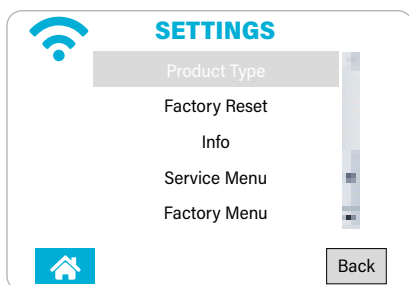 SETTINGS
Product Type
Factory Reset
Info
Service Menu
Factory Menu
Back